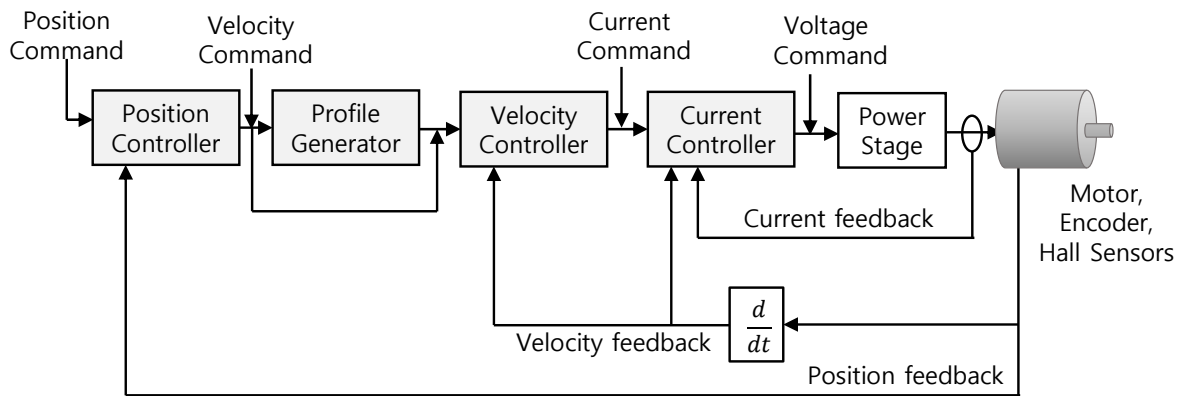 Position
Command
Velocity
Command
Current
Command
Voltage
Command
Position
Controller
Profile
Generator
Velocity
Controller
Current
Controller
Power
Stage
Motor,
Encoder,
Hall Sensors
Current feedback
d
dt
Velocity feedback
Position feedback